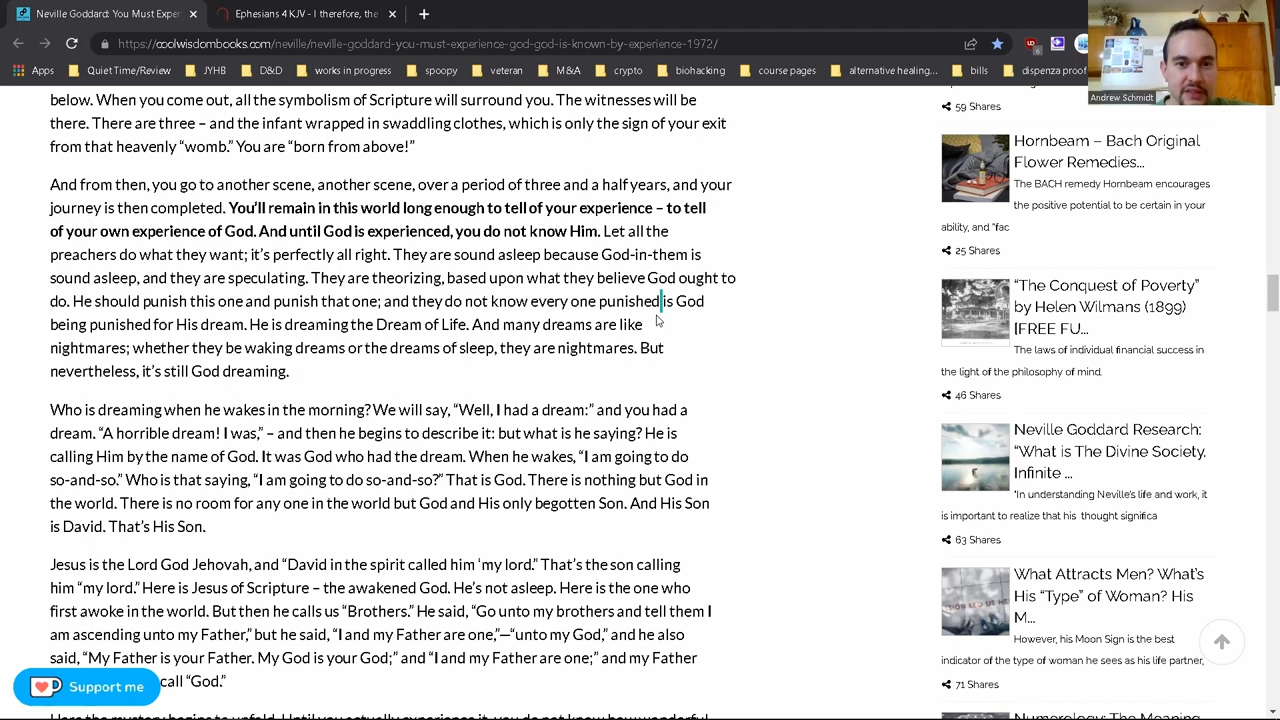 Neville Goddard: You Must Exper
Ephesians 4 KJV - I therefore, the
https://coolwisdombooks.com/neville/neville-goddard-you
god-is-known-by-experience-1972/
Apps
Quiet Time/Review
JYHB
D&D
crypto
bills
dispenza proofs
Andrew Schmidt
below. When you come out, all the symbolism of Scripture will surround you. The witnesses will be
there. There are three – and the infant wrapped in swaddling clothes, which is only the sign of your exit
from that heavenly “womb.” You are “born from above!”
And from then, you go to another scene, another scene, over a period of three and a half years, and your
journey is then completed. You’ll remain in this world long enough to tell of your experience – to tell
of your own experience of God. And until God is experienced, you do not know Him. Let all the
preachers do what they want, it’s perfectly all right. They are sound asleep, because God-in-them is
sound asleep, and they are speculating. They are theorizing, based upon what they believe God ought to
do. He should punish this one and punish that one; and they do not know every one punished is God
being punished for His dreaming. He’s dreaming the Dream of Life. And most dreams are like
nightmares; whether they be waking dreams or the dreams of sleep, they are nightmares. But
nevertheless, it’s still God dreaming.
Who is dreaming when he wakes in the morning? We will say, “Well, I had a dream:” and you had a
dream. “A horrible dream! I was,” – and then he begins to describe it: but what is he saying? He is
calling Him by the name of God. It was God who had the dream. When he wakes, “I am going to do
so-and-so.” Who is that saying, “I am going to do so-and-so?” That is God. There is nothing but God in
the world. There is no room for any one in the world but God and His only begotten Son. And His Son
is David. That’s His Son.
Jesus is the Lord God Jehovah, and “David in the spirit called him ‘my lord.” That’s the son calling
him “my lord.” Here is Jesus of Scripture – the awakened God. He’s not asleep. Here is the one who
first awoke in the world. But then he calls us “Brothers.” He said, “Go unto my brothers and tell them I
am ascending unto my Father,” but he said, “I and my Father are one,”—“unto my God,” and he also
said, “My Father is your Father. My God is your God;” and “I and my Father are one;” and my Father
call “God.”
Here the mystery begins to unfold. Until you actually experience it, you do not know how wonderful
Support me
59 Shares
Hornbeam – Bach Original
Flower Remedies...
The BACH remedy Hornbeam encourages
the positive potential to be certain in your
ability, and "fac
25 Shares
“The Conquest of Poverty”
by Helen Wilmans (1899)
[FREE FU...
The laws of individual financial success in
the light of the philosophy of mind.
46 Shares
Neville Goddard Research:
“What is The Divine Society.
Infinite ...
"In understanding Neville's life and work, it
is important to realize that his thought significa
63 Shares
What Attracts Men? What’s
His “Type” of Woman? His
M...
However, his Moon Sign is the best
indicator of the type of woman he sees as his life partner,
71 Shares
Numerology: The Meaning